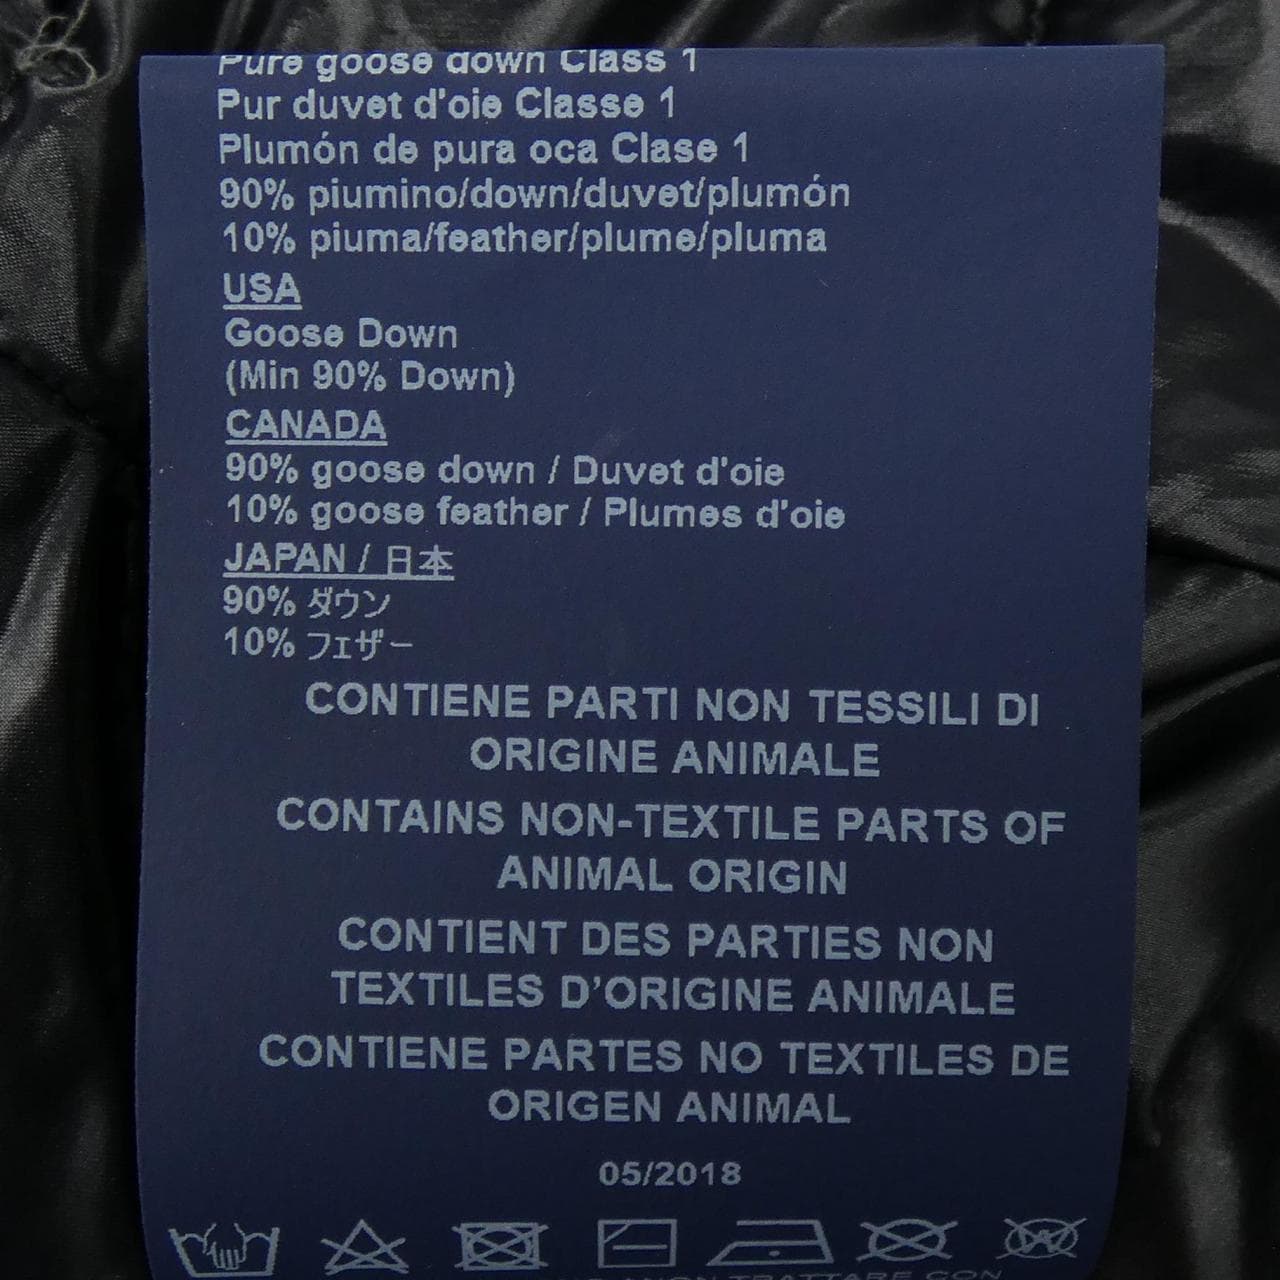 Pure goose down Class 1
Pur duvet d'oie Classe 1
Plumón de pura oca Clase 1
90% piumino/down/duvet/plumón
10% piuma/feather/plume/pluma
USA
Goose Down
(Min 90% Down)
CANADA
90% goose down / Duvet d'oie
10% goose feather / Plumes d'oie
JAPAN / 日本
90% ダウン
10% フェザー
CONTIENE PARTI NON TESSILI DI
ORIGINE ANIMALE
CONTAINS NON-TEXTILE PARTS OF
ANIMAL ORIGIN
CONTIENT DES PARTIES NON
TEXTILES D’ORIGINE ANIMALE
CONTIENE PARTES NO TEXTILES DE
ORIGEN ANIMAL
05/2018
NON TRATTARE CON